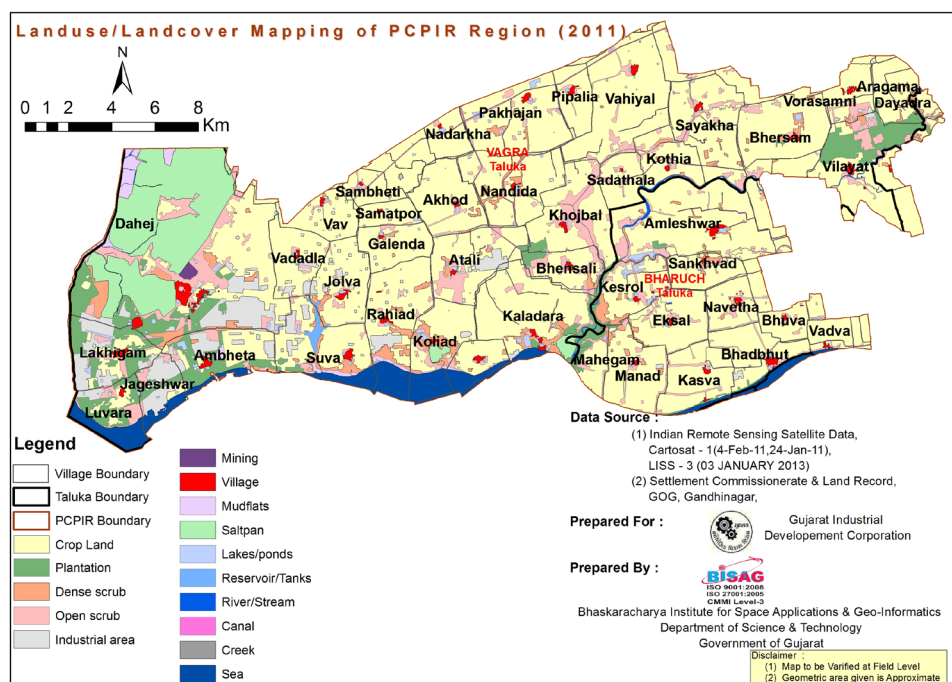 Landuse/Landcover Mapping of PCPIR Region (2011)
N
0 2 4 6 8
Km
Aragama
Dayadra
Vorasamni
Pipalia
Vahiyal
Pakhajan
Sayakha
Bhersam
Nadarkha
VAGRA
Taluka
Kothia
Vilayat
Sadathala
Sambheti
Nandida
Akhod
Samatpor
Vav
Khojbal
Amleshwar
Dahej
Galenda
Vadadla
Atali
Bhensali
Sankhvad
BHARUCH
Taluka
Jolva
Kesrol
Navetha
Rahiad
Kaladara
Eksal
Bhuva
Vadva
Koliad
Lakhigam
Ambheta
Suva
Mahegam
Bhadbhut
Manad
Kasva
Jageshwar
Luvara
Legend
Village Boundary
Taluka Boundary
PCPIR Boundary
Crop Land
Plantation
Dense scrub
Open scrub
Industrial area
Mining
Village
Mudflats
Saltpan
Lakes/ponds
Reservoir/Tanks
River/Stream
Canal
Creek
Sea
Data Source :
(1) Indian Remote Sensing Satellite Data,
Cartosat - 1(4-Feb-11,24-Jan-11),
LISS - 3 (03 JANUARY 2013)
(2) Settlement Commissionerate & Land Record,
GOG, Gandhinagar,
Prepared For :
Gujarat Industrial
Developement Corporation
Prepared By :
BISAG
ISO 9001:2008
ISO 27001:2005
CMMI Level-3
Bhaskaracharya Institute for Space Applications & Geo-Informatics
Department of Science & Technology
Government of Gujarat
Disclaimer :
(1) Map to be Varified at Field Level
(2) Geometric area given is Approximate